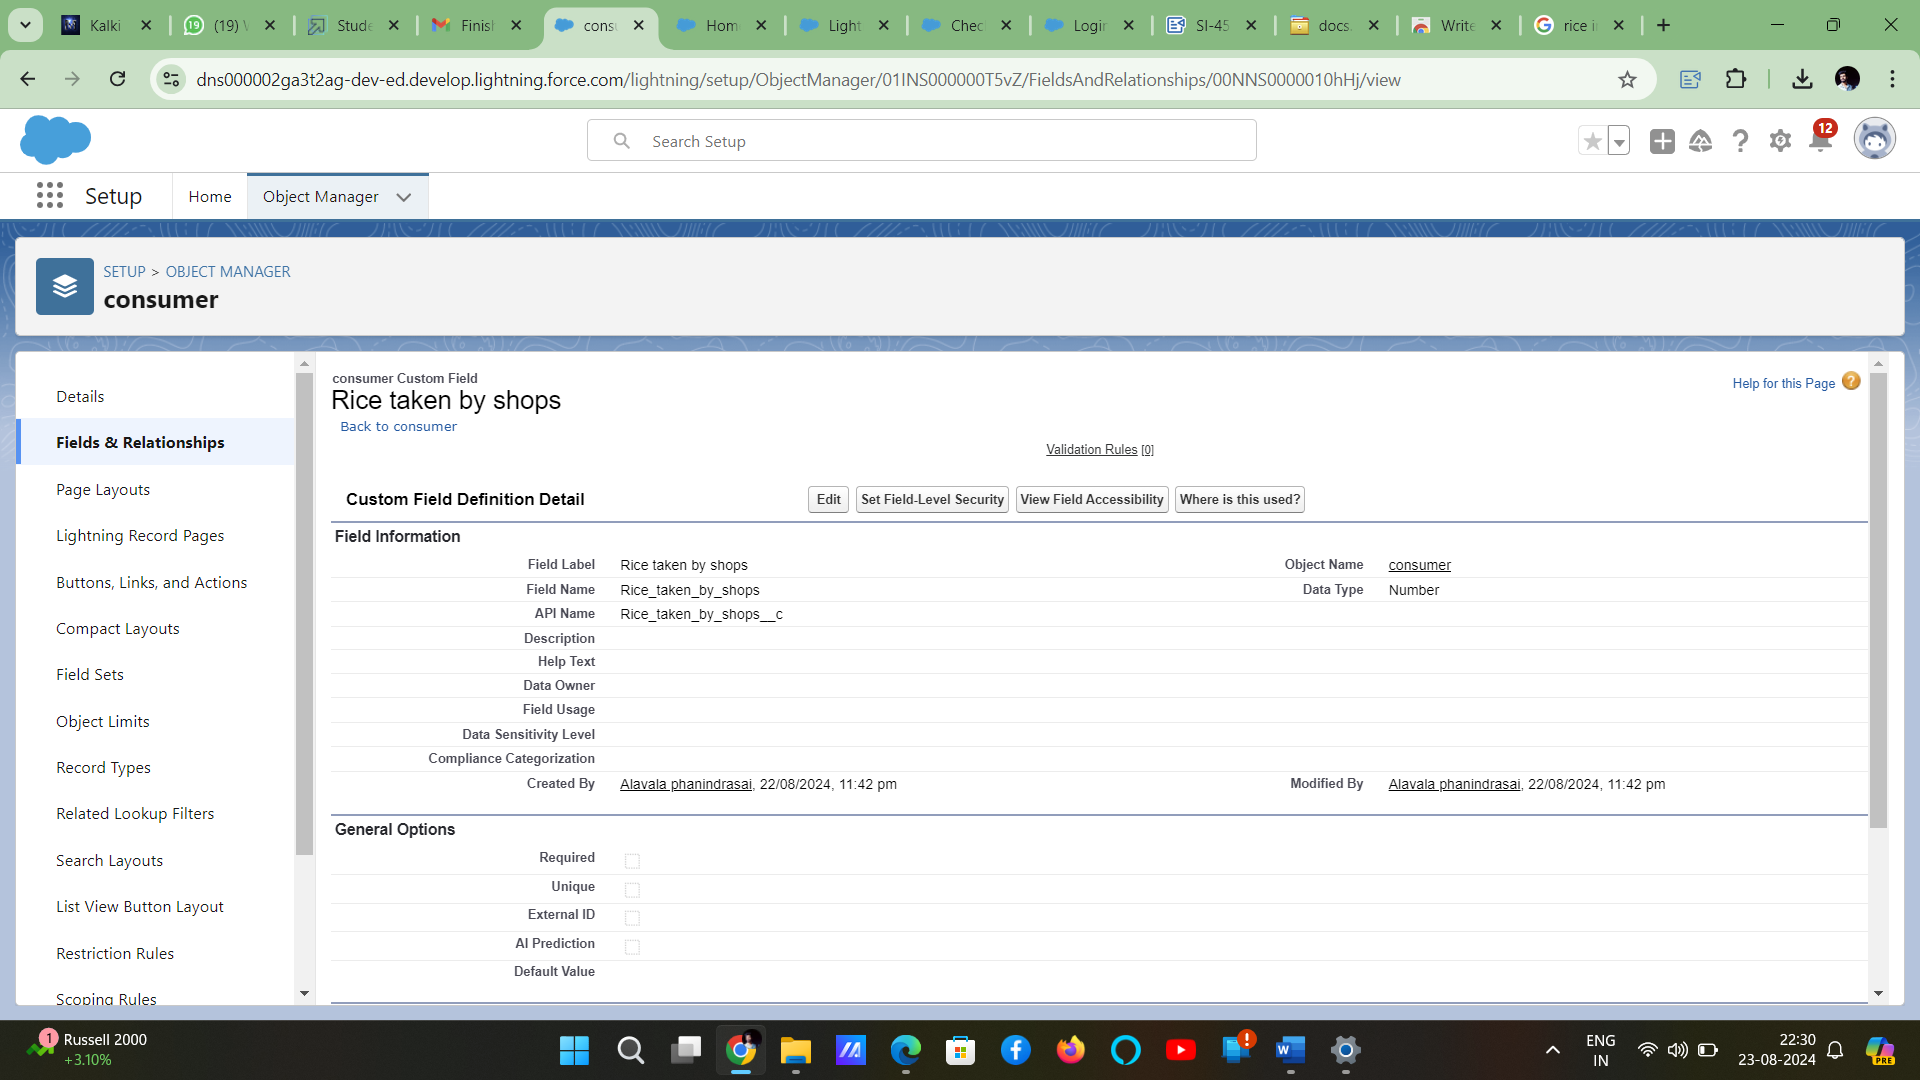 Kalki
(19) W
Stude
Finish
cons
Hom
Light
Chec
Login
SI-45
docs.
Write
rice i
dns000002ga3t2ag-dev-ed.develop.lightning.force.com/lightning/setup/ObjectManager/01INS000000T5vZ/FieldsAndRelationships/00NNS0000010hHj/view
Search Setup
12
Setup
Home
Object Manager
SETUP > OBJECT MANAGER
consumer
Details
Fields & Relationships
Page Layouts
Lightning Record Pages
Buttons, Links, and Actions
Compact Layouts
Field Sets
Object Limits
Record Types
Related Lookup Filters
Search Layouts
List View Button Layout
Restriction Rules
Scoping Rules
consumer Custom Field
Rice taken by shops
Back to consumer
Help for this Page
Validation Rules [0]
Custom Field Definition Detail
Edit
Set Field-Level Security
View Field Accessibility
Where is this used?
Field Information
Field Label Rice taken by shops Object Name consumer
Field Name Rice_taken_by_shops Data Type Number
API Name Rice_taken_by_shops__c
Description
Help Text
Data Owner
Field Usage
Data Sensitivity Level
Compliance Categorization
Created By Alavala phanindrasai, 22/08/2024, 11:42 pm Modified By Alavala phanindrasai, 22/08/2024, 11:42 pm
General Options
Required
Unique
External ID
AI Prediction
Default Value
1
Russell 2000
+3.10%
ENG
IN
22:30
23-08-2024
PRE